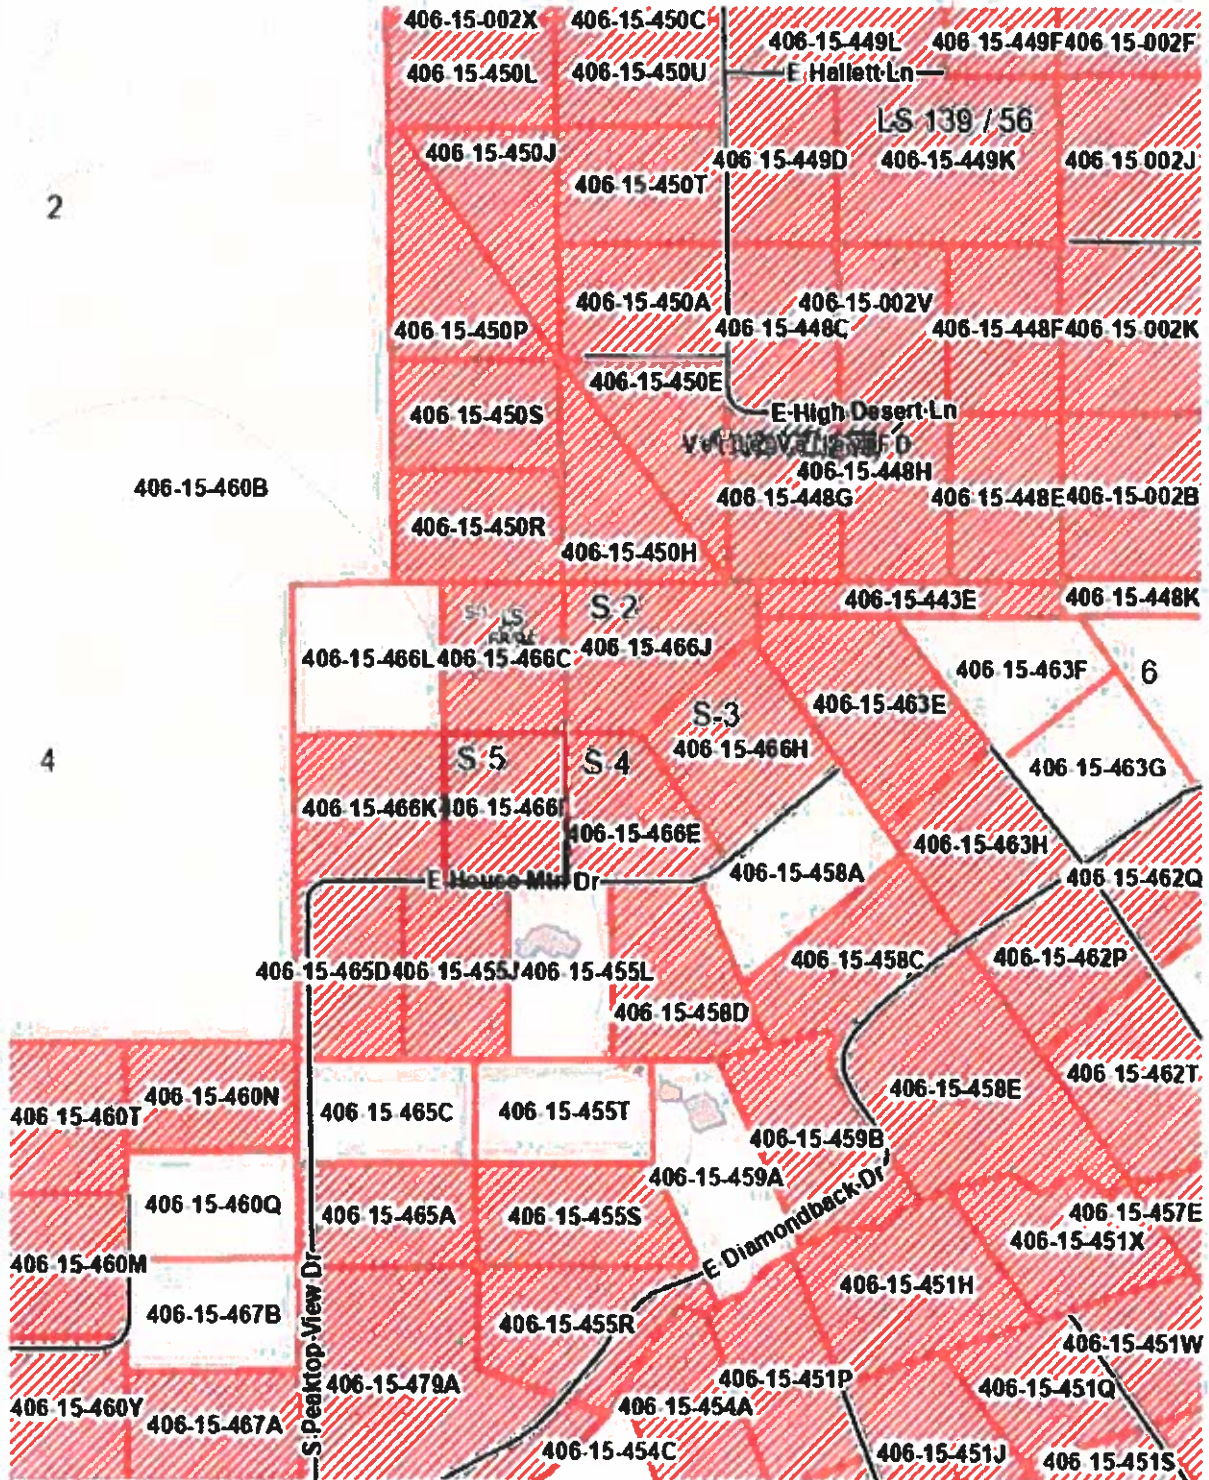 406-15-002X 406-15-450C
406-15-449L 406 15-449F 406 15-002F
406 15-450L 406 15-450U E Hallett Ln
LS 139 / 56
406 15-450J 406 15-449D 406-15-449K 406 15 002J
406 15-450T
2
406-15-450A 406-15-002V
406 15-450P 406 15-448C 406-15-448F 406 15 002K
406-15-450E
406 15-450S E High Desert Ln
406-15-448H
406-15-460B 406 15-448G 406 15-448E 406-15-002B
406-15-450R
406 15-450H
406-15-443E 406 15-448K
S-2
LS
406-15-466L 406 15-466C 406 15-466J 406 15-463F 6
S-3 406 15-463E
406 15-466H
4 S 5 S-4 406 15-463G
406 15-466K 406 15-466
406-15-466E 406-15-463H
406-15-458A 406-15-462Q
E House Mtn Dr
406 15-465D 406 15-455J 406-15-455L 406 15-458C 406-15-462P
406 15-458D
406-15-462T
406 15-460T 406 15-460N 406 15-465C 406 15-455T 406 15-458E
406-15-459B
406-15-459A
406 15-460Q 406 15-465A 406 15-455S 406 15-457E
E Diamondback Dr 406-15-451X
406 15-460M 406 15-451H
406-15-467B 406-15-455R
406-15-451W
S Peaktop View Dr 406-15-479A 406-15-451P 406-15-451Q
406 15-460Y 406-15-467A 406 15-454A
406 15-454C 406-15-451J 406 15-451S